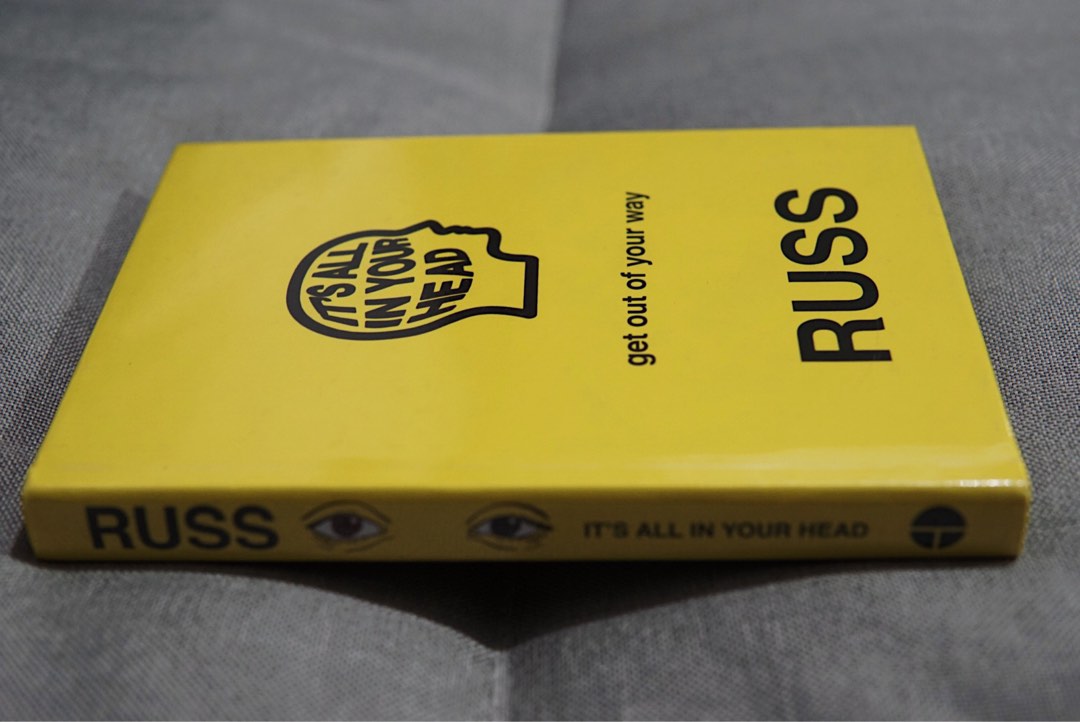 IT'S ALL
IN YOUR
HEAD
get out of your way
RUSS
RUSS
IT'S ALL IN YOUR HEAD